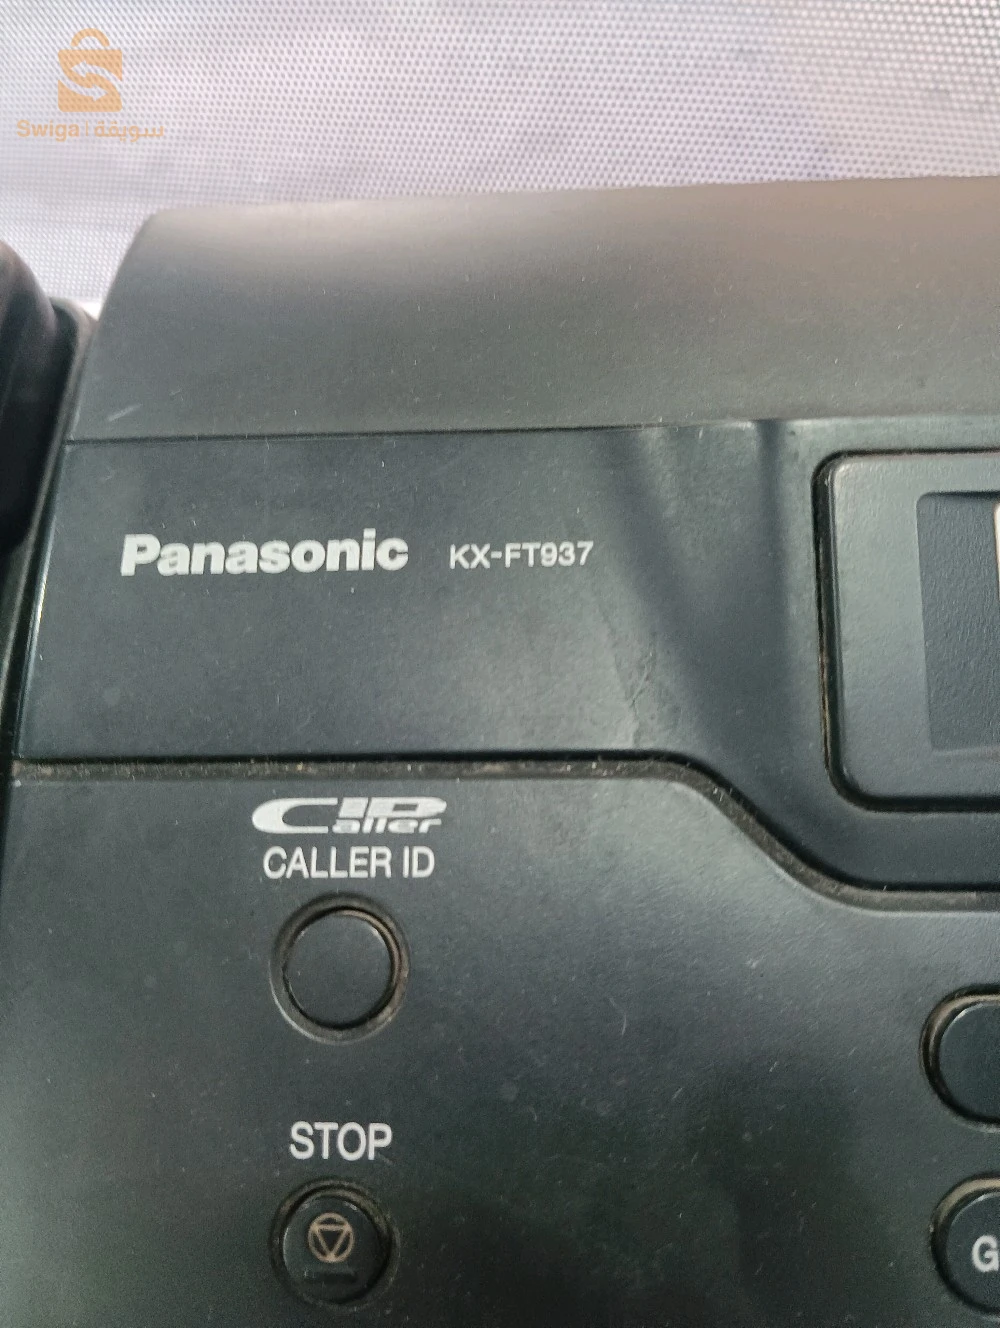 Swiga | سويقة
Panasonic KX-FT937
Caller ID
CALLER ID
STOP
G